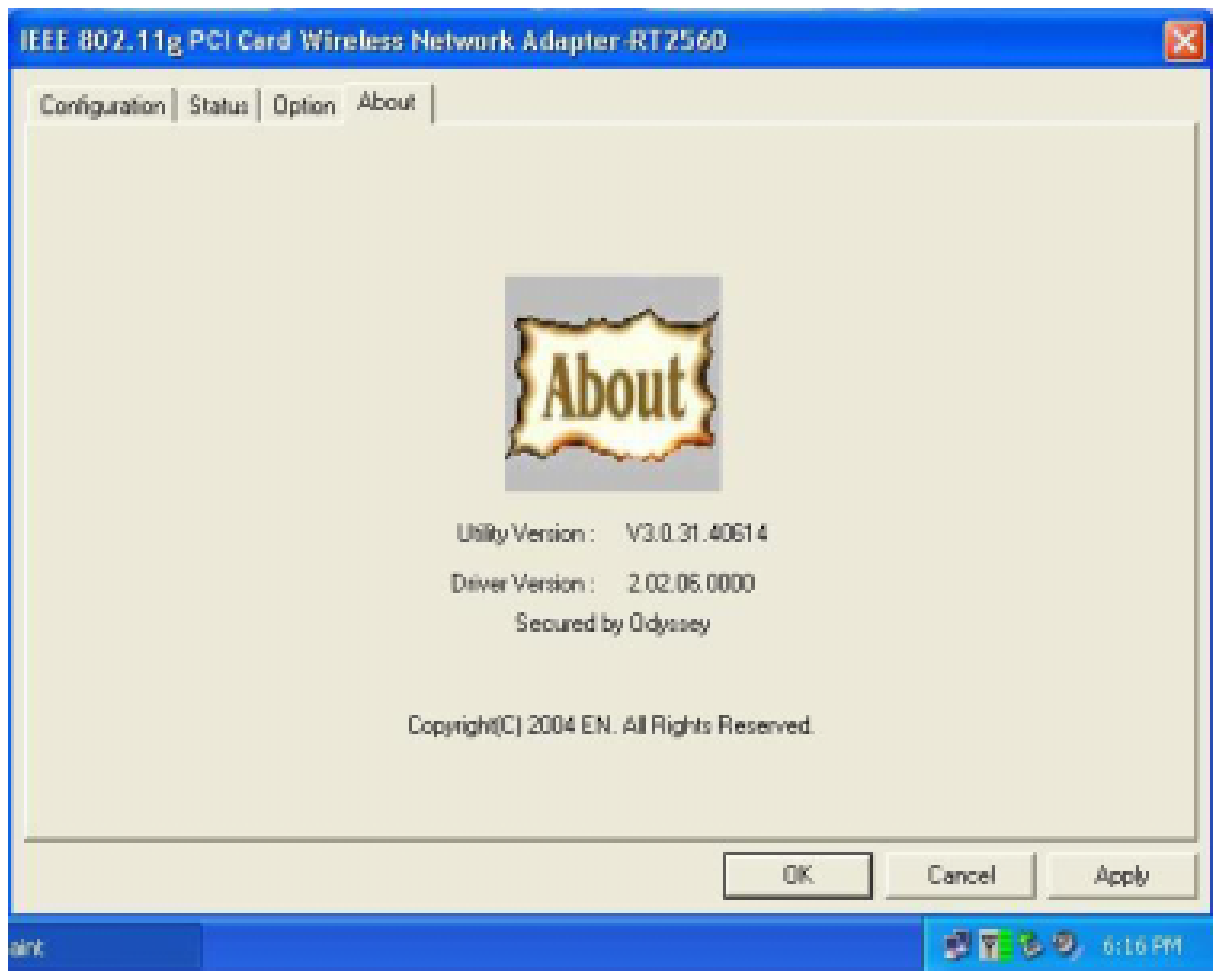 IEEE 802.11g PCI Card Wireless Network Adapter-RT2560
Configuration Status Option About
About
Utility Version : V3.0.31.40614
Driver Version : 2.02.06.0000
Secured by Odyssey
Copyright(C) 2004 EN. All Rights Reserved.
OK Cancel Apply
aint 6:16 PM